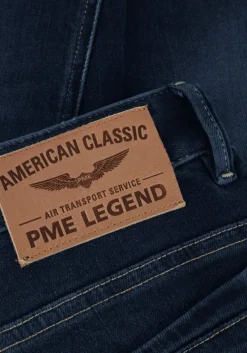 AMERICAN CLASSIC
AIR TRANSPORT SERVICE
PME LEGEND